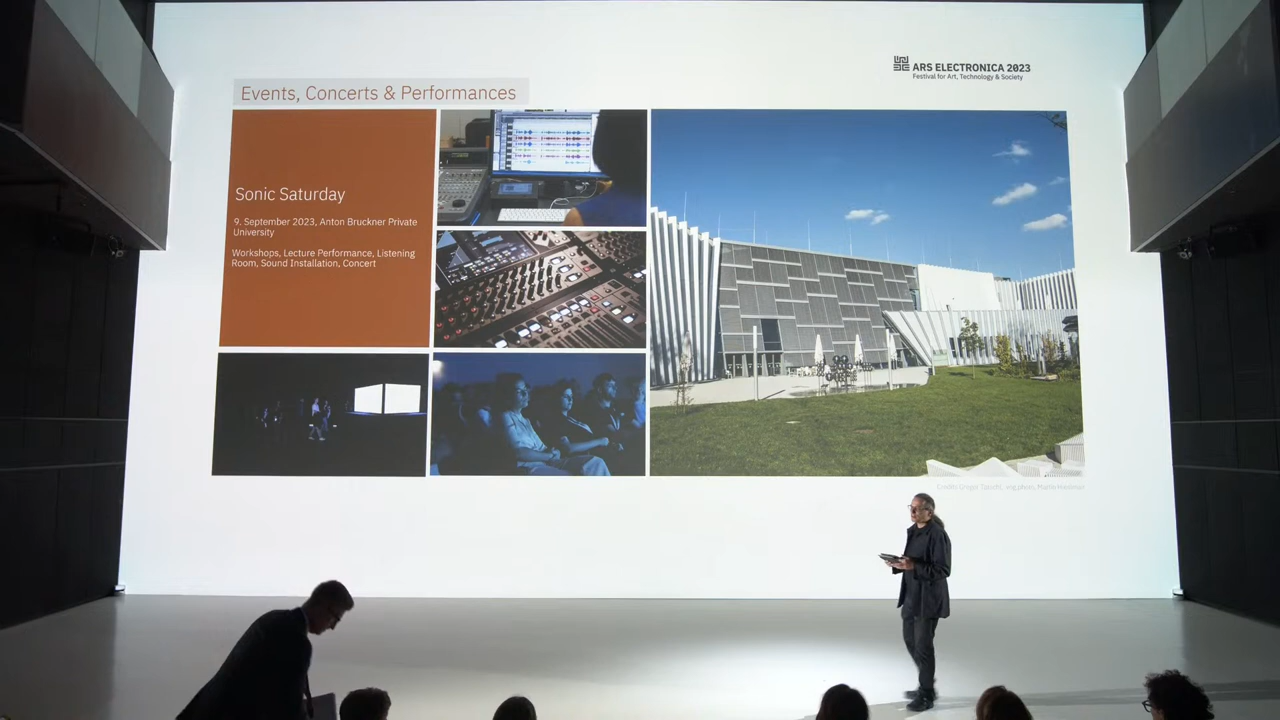 ARS ELECTRONICA 2023
Festival for Art, Technology & Society
Events, Concerts & Performances
Sonic Saturday
9. September 2023, Anton Bruckner Private
University
Workshops, Lecture Performance, Listening
Room, Sound Installation, Concert